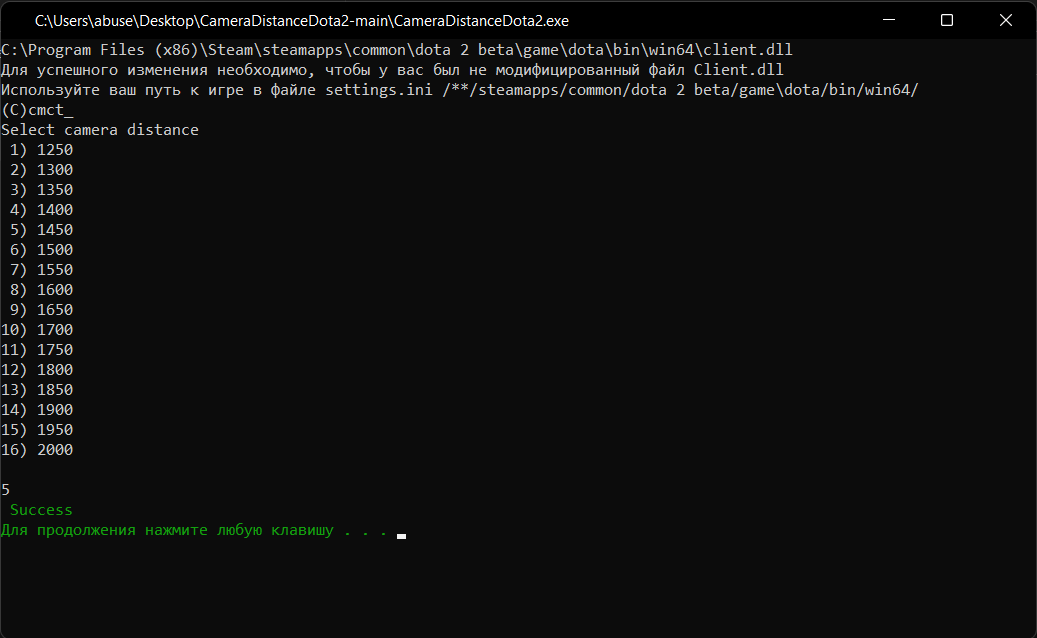 C:\Users\abuse\Desktop\CameraDistanceDota2-main\CameraDistanceDota2.exe
C:\Program Files (x86)\Steam\steamapps\common\dota 2 beta\game\dota\bin\win64\client.dll
Для успешного изменения необходимо, чтобы у вас был не модифицированный файл Client.dll
Используйте ваш путь к игре в файле settings.ini /**/steamapps/common/dota 2 beta/game\dota/bin/win64/
(C)cmct_
Select camera distance
1) 1250
2) 1300
3) 1350
4) 1400
5) 1450
6) 1500
7) 1550
8) 1600
9) 1650
10) 1700
11) 1750
12) 1800
13) 1850
14) 1900
15) 1950
16) 2000
5
Success
Для продолжения нажмите любую клавишу . . .